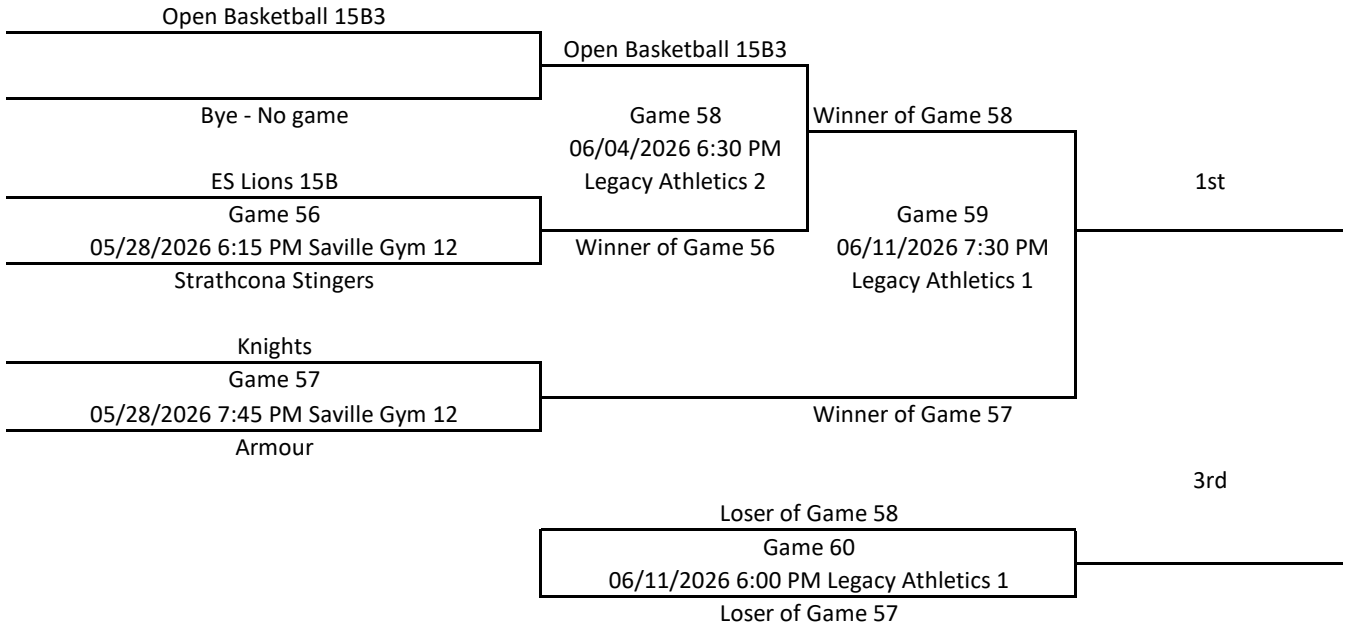 Open Basketball 15B3
Open Basketball 15B3
Bye - No game
Game 58
Winner of Game 58
06/04/2026 6:30 PM
ES Lions 15B
Legacy Athletics 2
1st
Game 56
Game 59
05/28/2026 6:15 PM Saville Gym 12
Winner of Game 56
06/11/2026 7:30 PM
Strathcona Stingers
Legacy Athletics 1
Knights
Game 57
05/28/2026 7:45 PM Saville Gym 12
Winner of Game 57
Armour
3rd
Loser of Game 58
Game 60
06/11/2026 6:00 PM Legacy Athletics 1
Loser of Game 57